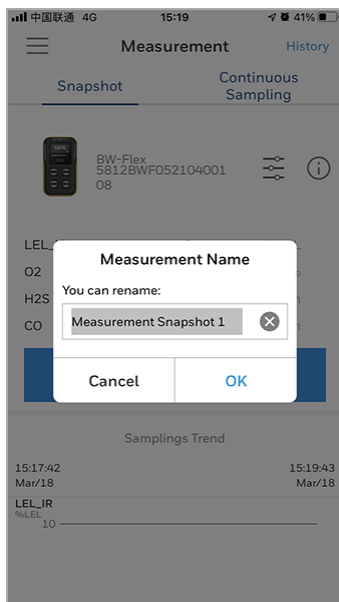 中国联通 4G 15:19 41%
Measurement History
Snapshot
Continuous
Sampling
SAFE
BW-Flex
5812BWF052104001
08
LEL_
O2
H2S
CO
Measurement Name
You can rename:
Measurement Snapshot 1
Cancel OK
Samplings Trend
15:17:42 15:19:43
Mar/18 Mar/18
LEL_IR
%LEL
10